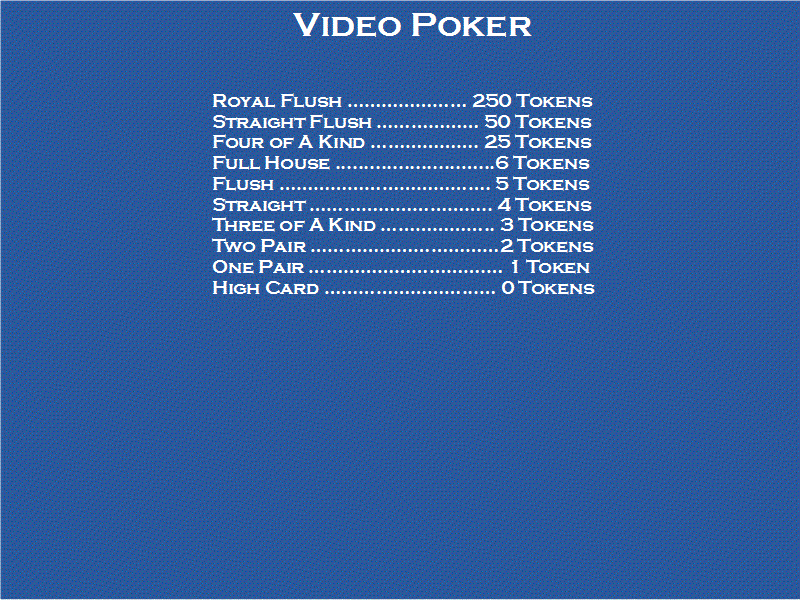 Video Poker
Royal Flush ..................... 250 Tokens
Straight Flush .................. 50 Tokens
Four of A Kind ................... 25 Tokens
Full House ............................6 Tokens
Flush ..................................... 5 Tokens
Straight ................................ 4 Tokens
Three of A Kind .................... 3 Tokens
Two Pair .................................2 Tokens
One Pair .................................. 1 Token
High Card .............................. 0 Tokens